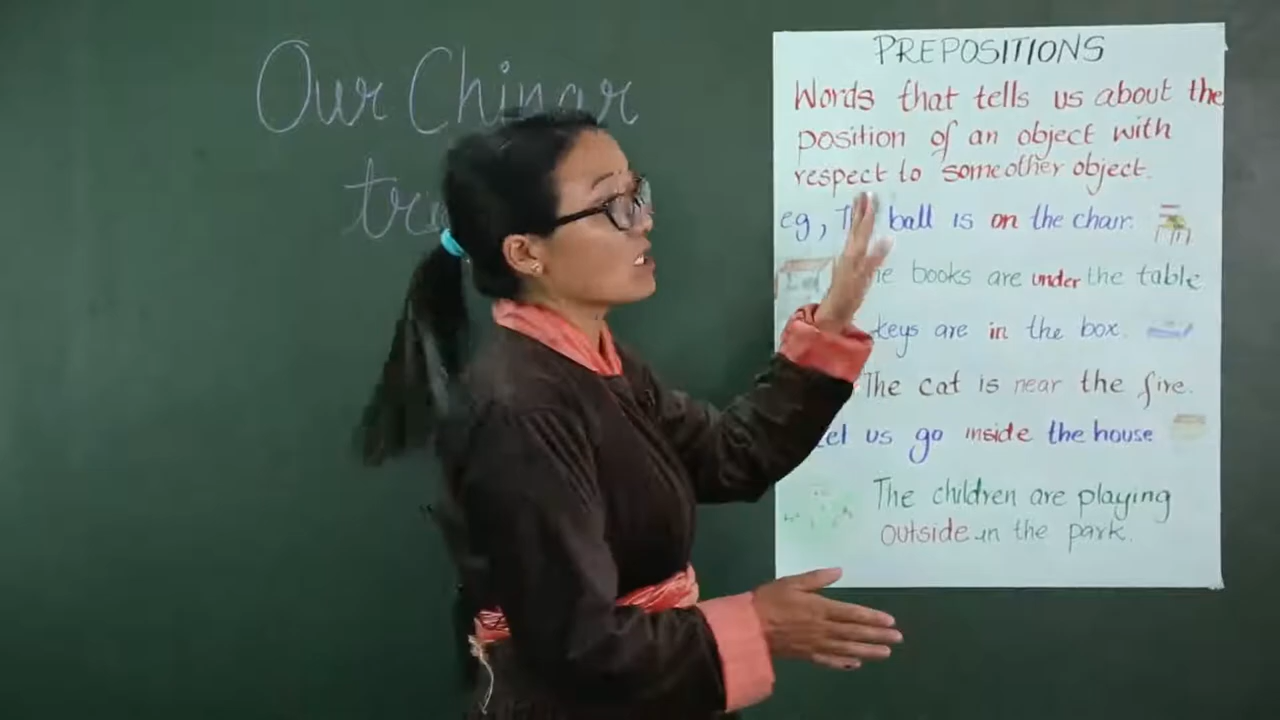 Our Chinar
PREPOSITIONS
Words that tells us about the
position of an object with
respect to some other object.
eg, ball is on the chair.
books are under the table
keys are in the box.
The cat is near the fire.
us go inside the house
The children are playing
outside in the park.